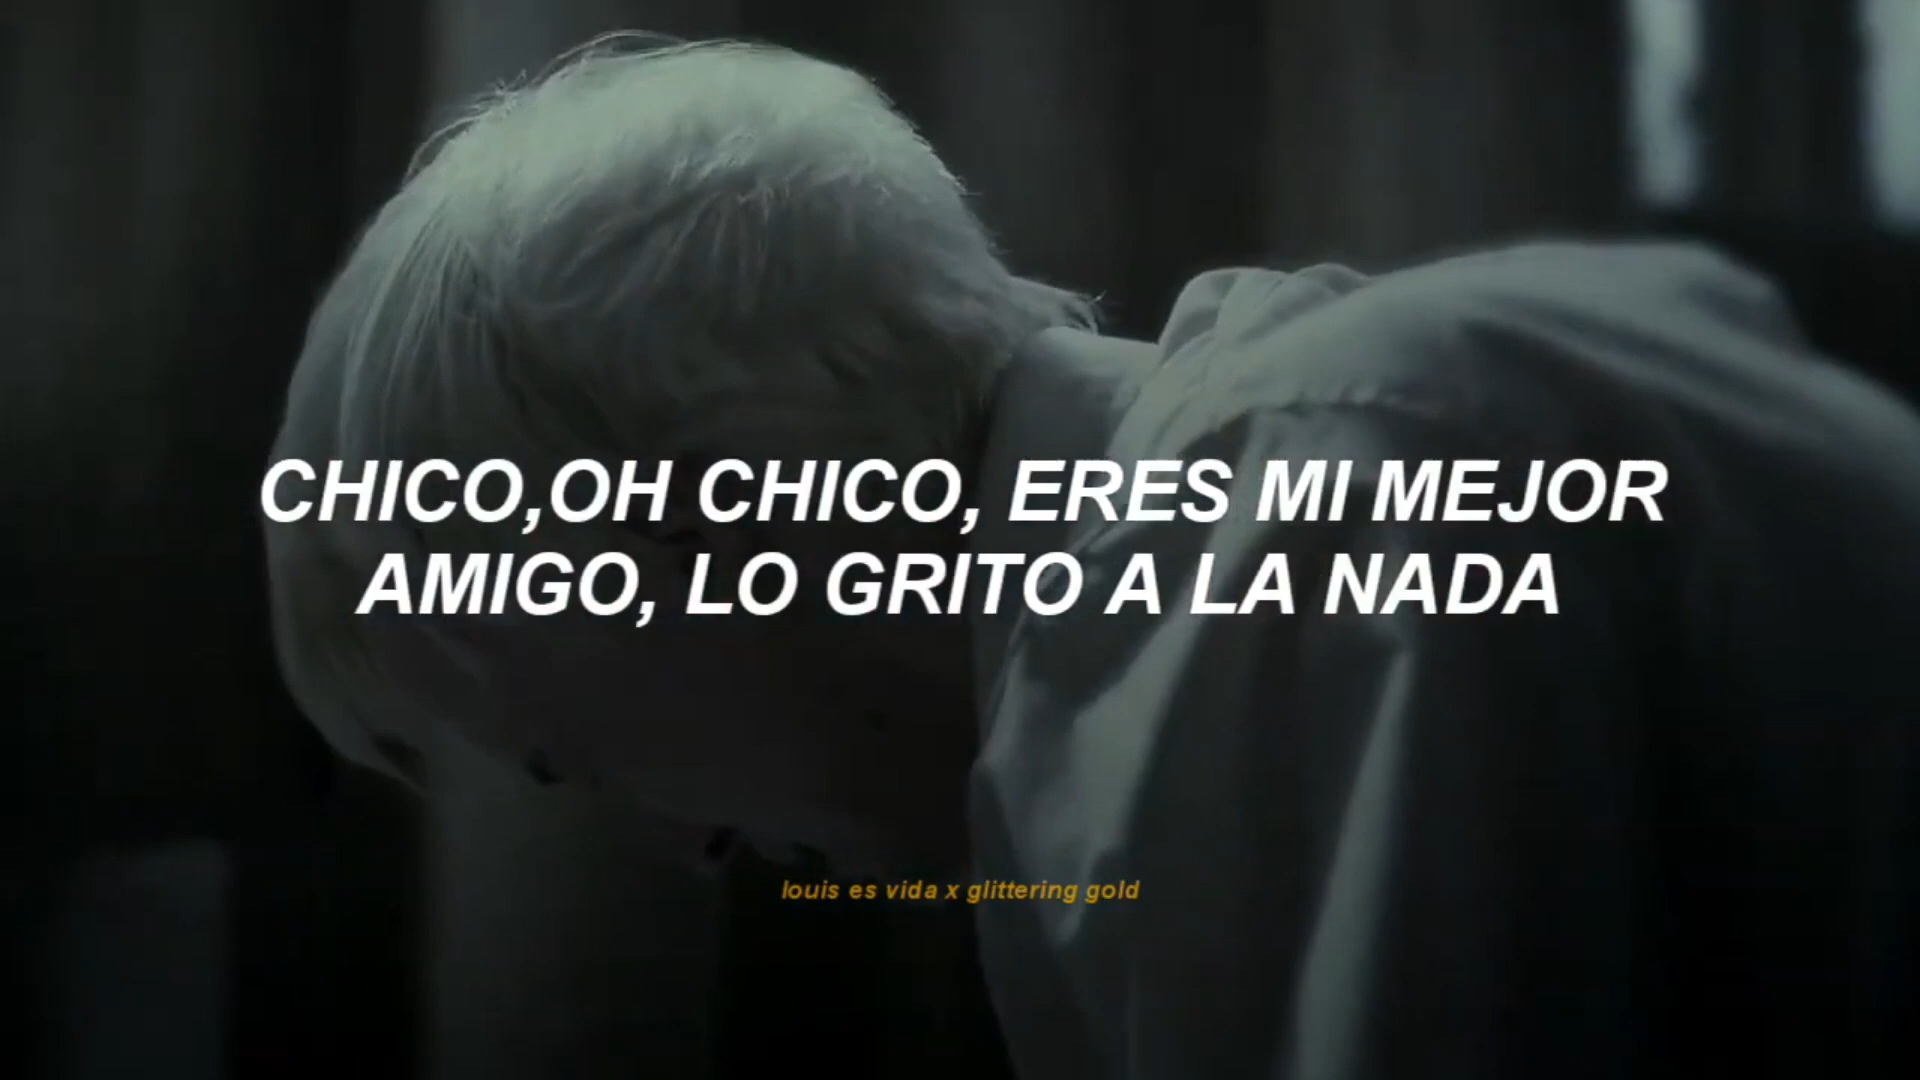 CHICO,OH CHICO, ERES MI MEJOR
AMIGO, LO GRITO A LA NADA
louis es vida x glittering gold